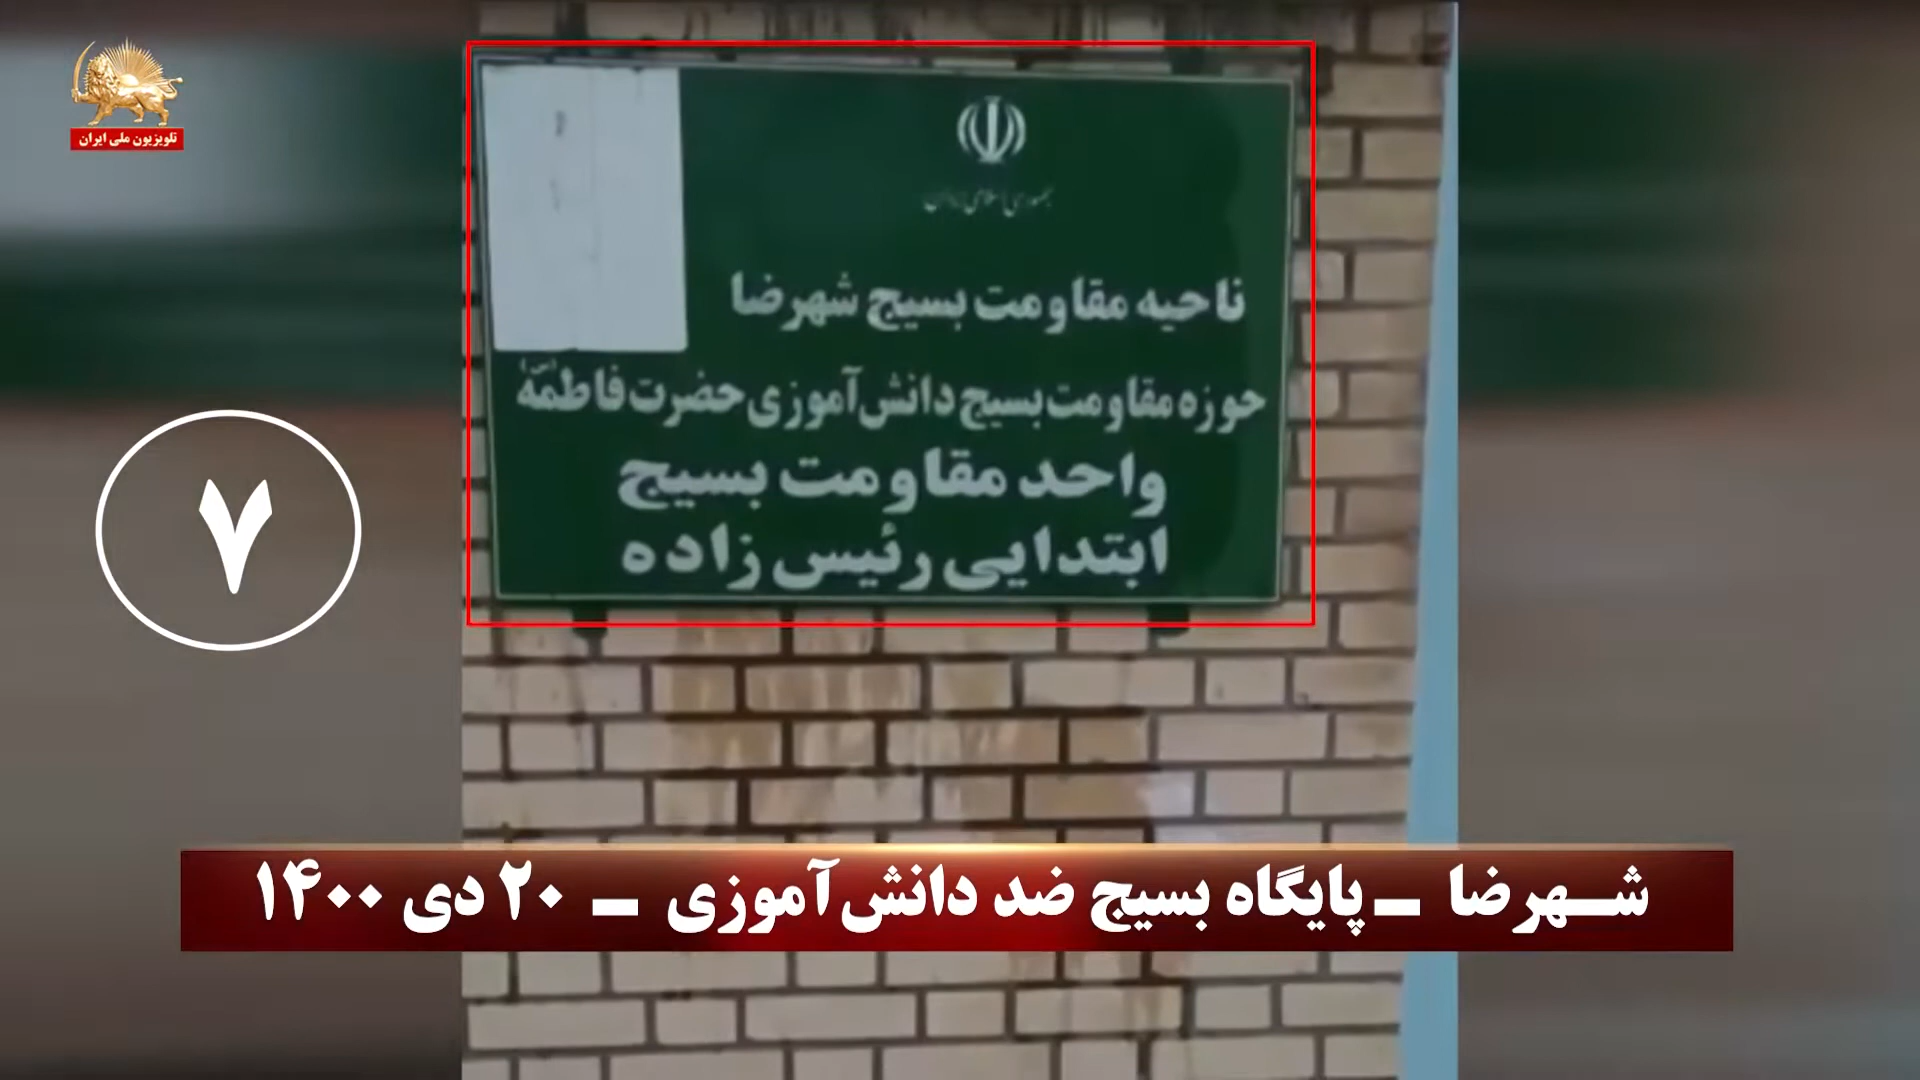 تلویزیون ملی ایران
جمهوری اسلامی ایران
ناحیه مقاومت بسیج شهرضا
حوزه مقاومت بسیج دانش‌آموزی حضرت فاطمه (س)
واحد مقاومت بسیج
ابتدایی رئیس زاده
۷
شهرضا - پایگاه بسیج ضد دانش‌آموزی - ۲۰ دی ۱۴۰۰